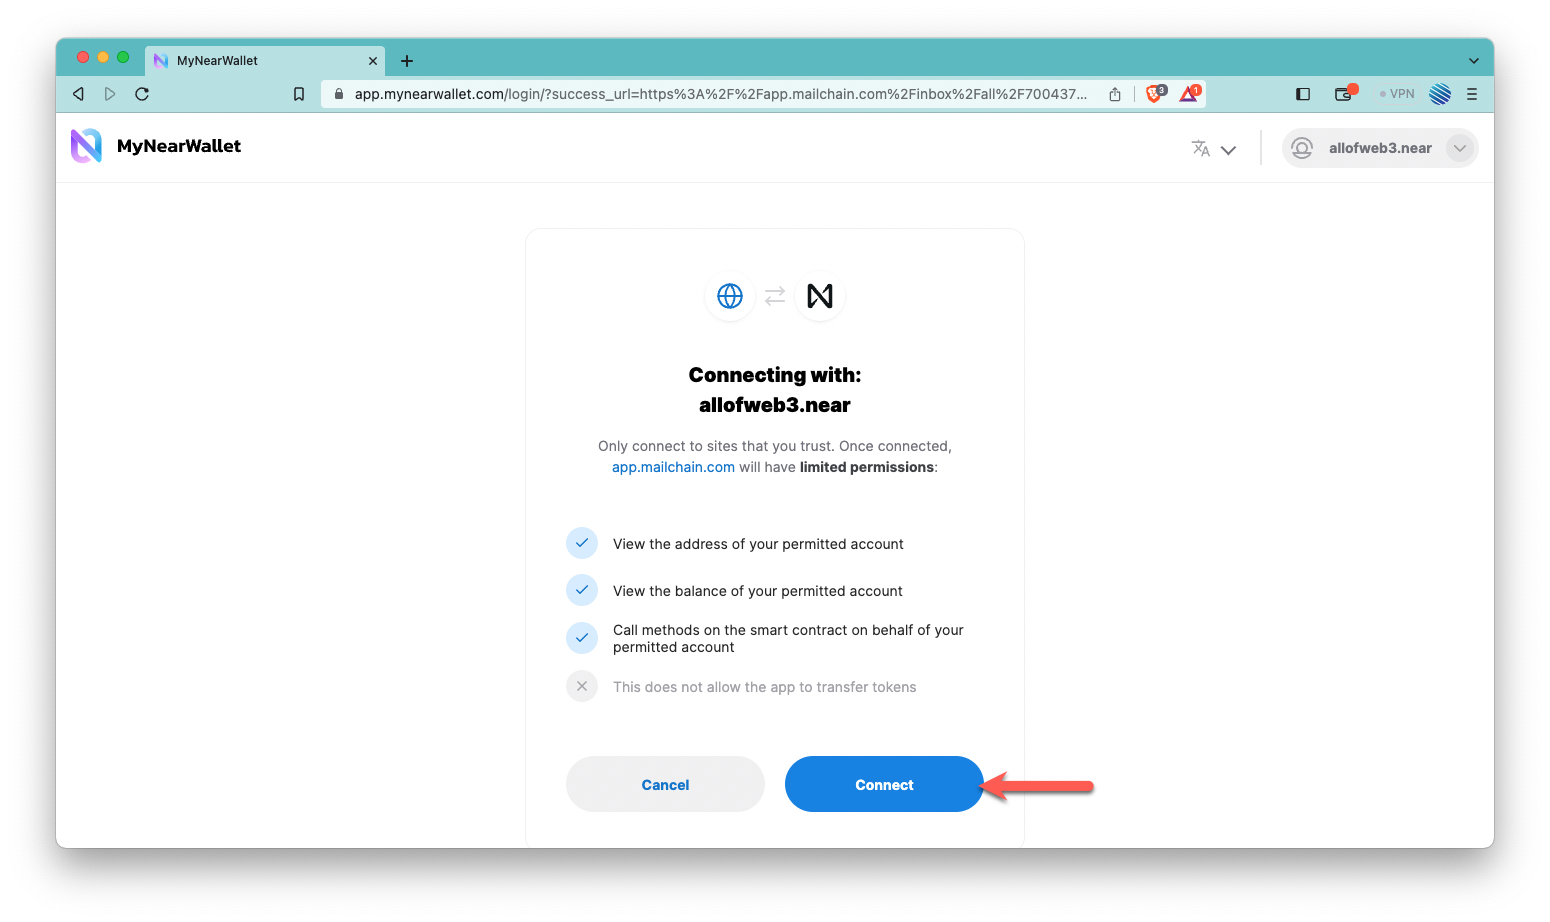 MyNearWallet
app.mynearwallet.com/login/?success_url=https%3A%2F%2Fapp.mailchain.com%2Finbox%2Fall%2F700437...
3
1
VPN
MyNearWallet
allofweb3.near
Connecting with:
allofweb3.near
Only connect to sites that you trust. Once connected,
app.mailchain.com will have limited permissions:
View the address of your permitted account
View the balance of your permitted account
Call methods on the smart contract on behalf of your
permitted account
This does not allow the app to transfer tokens
Cancel
Connect